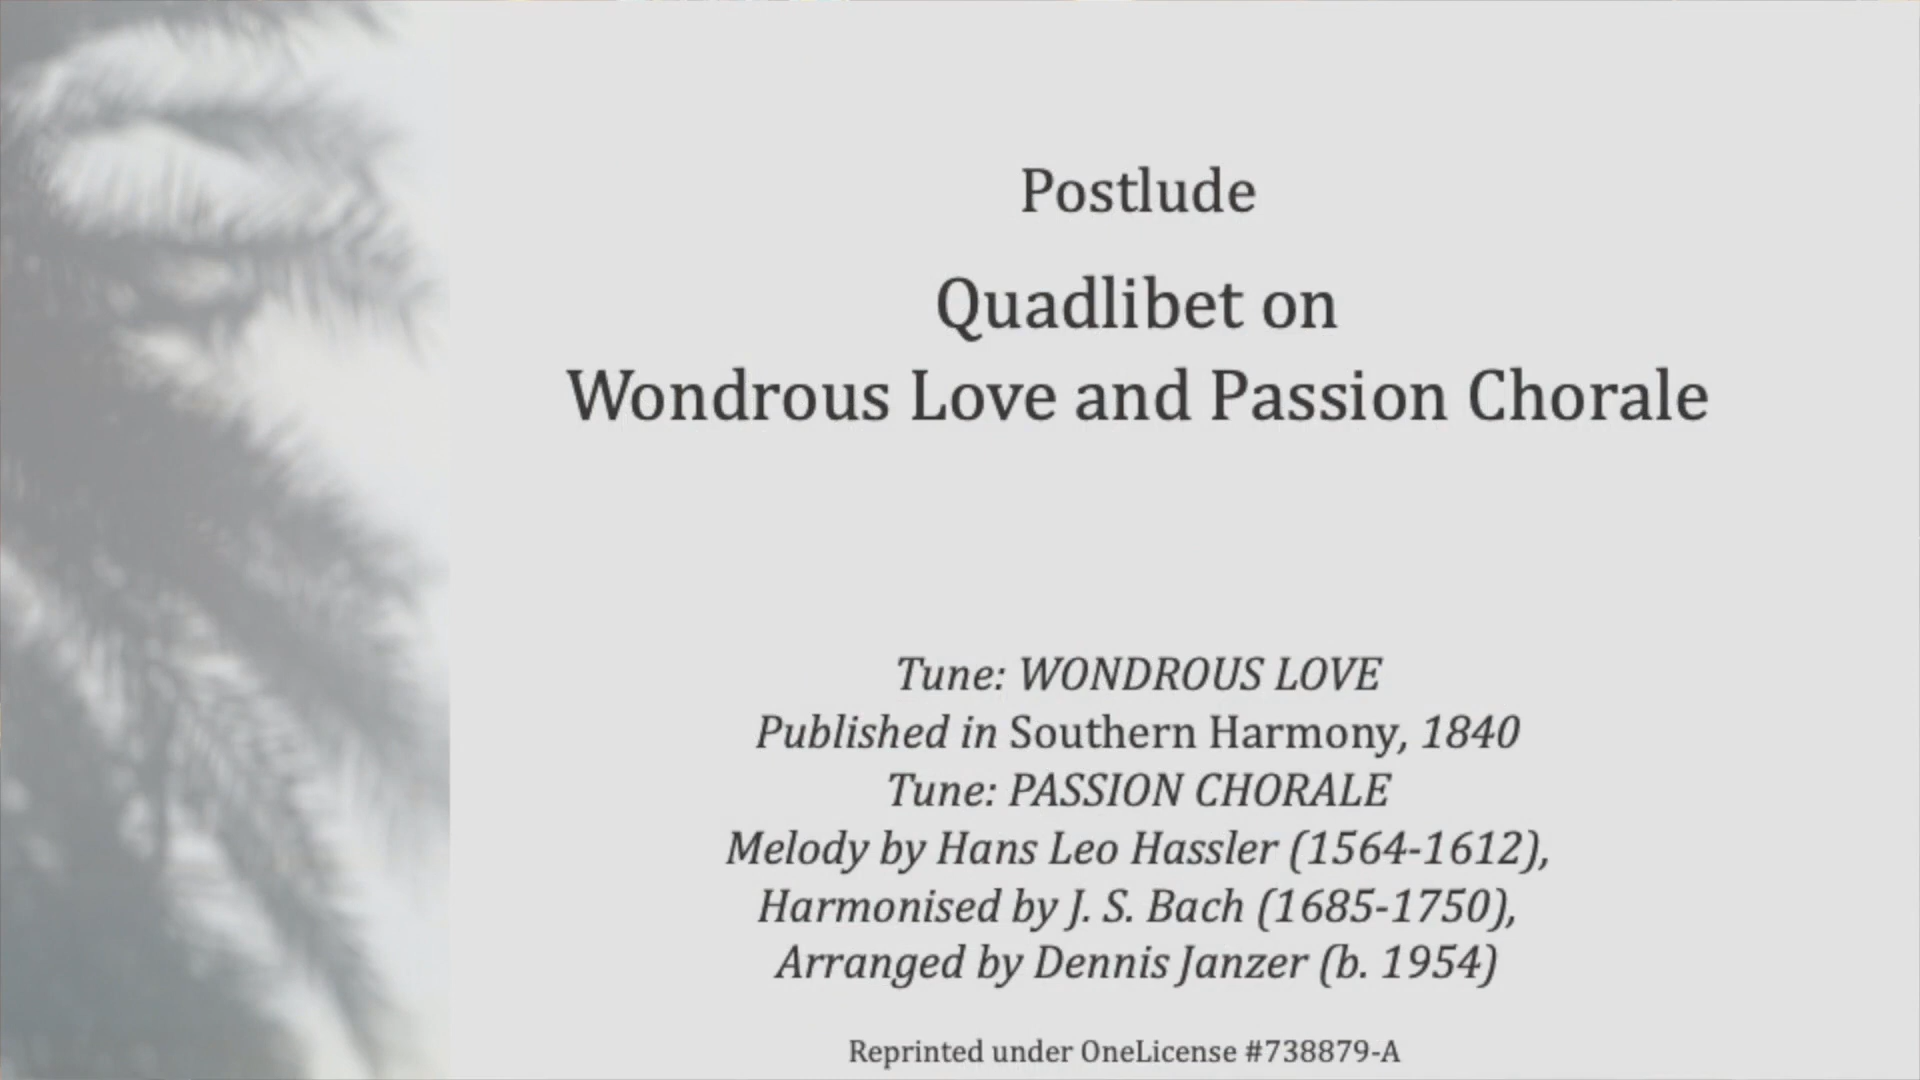 Postlude
Quadlibet on
Wondrous Love and Passion Chorale
Tune: WONDROUS LOVE
Published in Southern Harmony, 1840
Tune: PASSION CHORALE
Melody by Hans Leo Hassler (1564-1612),
Harmonised by J. S. Bach (1685-1750),
Arranged by Dennis Janzer (b. 1954)
Reprinted under OneLicense #738879-A